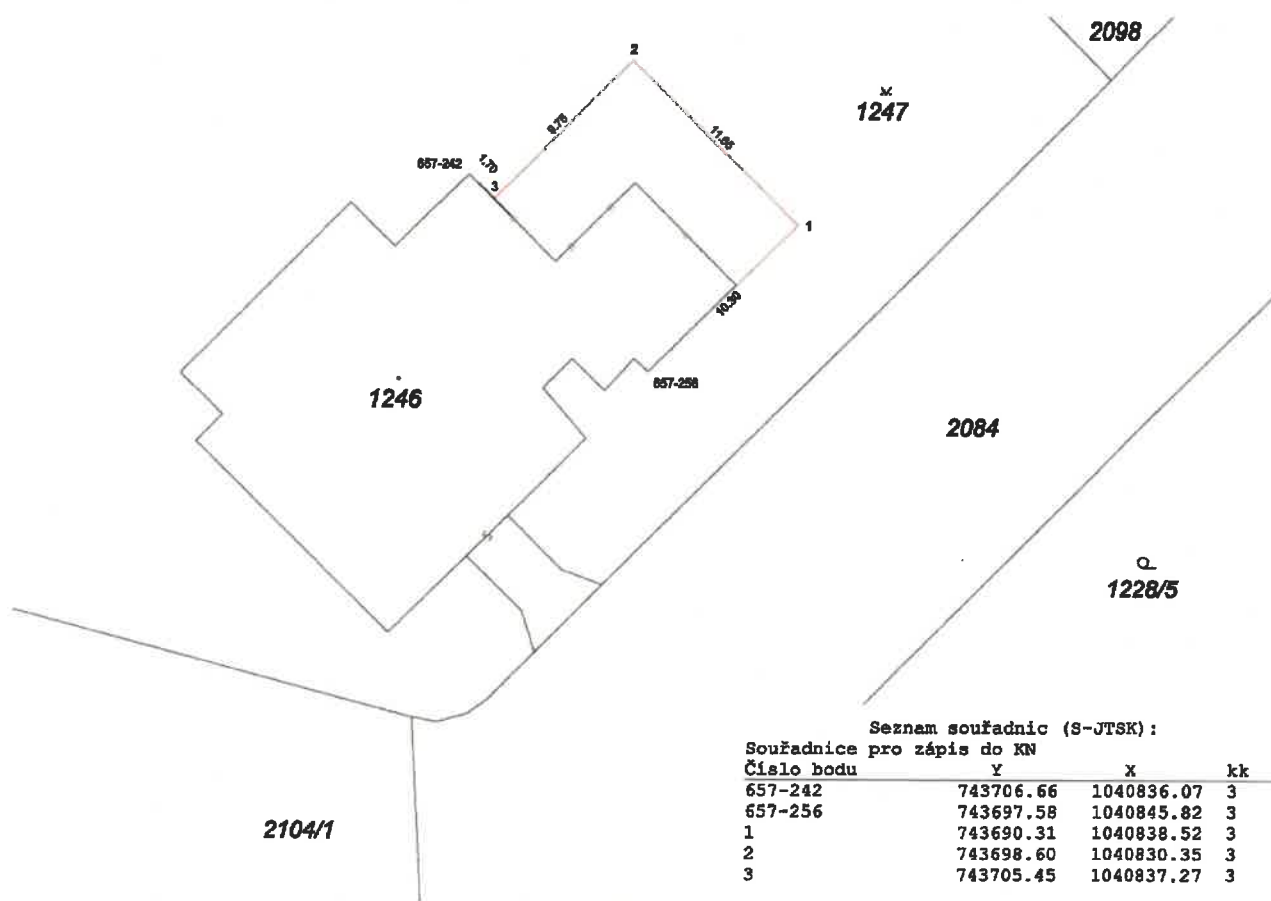 2098
2
1247
9.75
11.65
657-242
1.70
3
1
10.30
657-256
1246
2084
1228/5
2104/1
Seznam souřadnic (S-JTSK):
Souřadnice pro zápis do KN
Číslo bodu Y X kk
657-242 743706.66 1040836.07 3
657-256 743697.58 1040845.82 3
1 743690.31 1040838.52 3
2 743698.60 1040830.35 3
3 743705.45 1040837.27 3